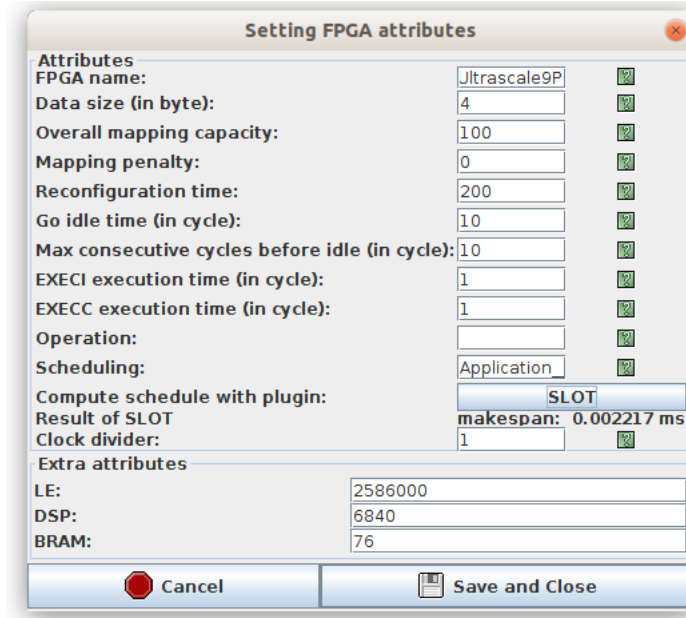 Setting FPGA attributes
Attributes
FPGA name: Jltrascale9P
Data size (in byte): 4
Overall mapping capacity: 100
Mapping penalty: 0
Reconfiguration time: 200
Go idle time (in cycle): 10
Max consecutive cycles before idle (in cycle): 10
EXECI execution time (in cycle): 1
EXECC execution time (in cycle): 1
Operation:
Scheduling: Application_
Compute schedule with plugin: SLOT
Result of SLOT makespan: 0.002217 ms
Clock divider: 1
Extra attributes
LE: 2586000
DSP: 6840
BRAM: 76
Cancel Save and Close